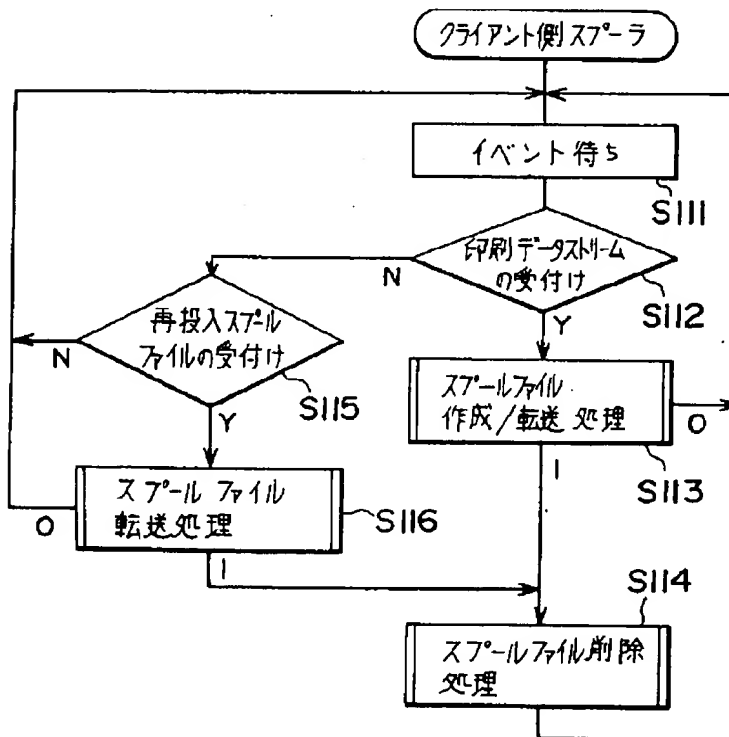 クライアント側スプーラ
イベント待ち
S111
印刷データストリーム
の受付け
N
S112
Y
再投入スプール
ファイルの受付け
N
S115
Y
スプールファイル
作成/転送処理
0
S113
1
スプールファイル
転送処理
0
S116
1
S114
スプールファイル削除
処理